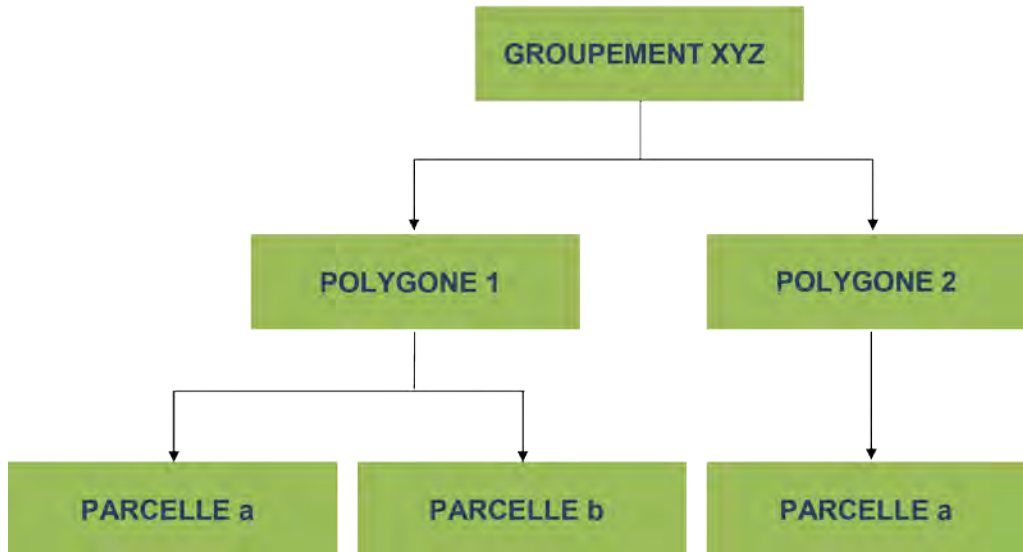 GROUPEMENT XYZ
POLYGONE 1
POLYGONE 2
PARCELLE a
PARCELLE b
PARCELLE a